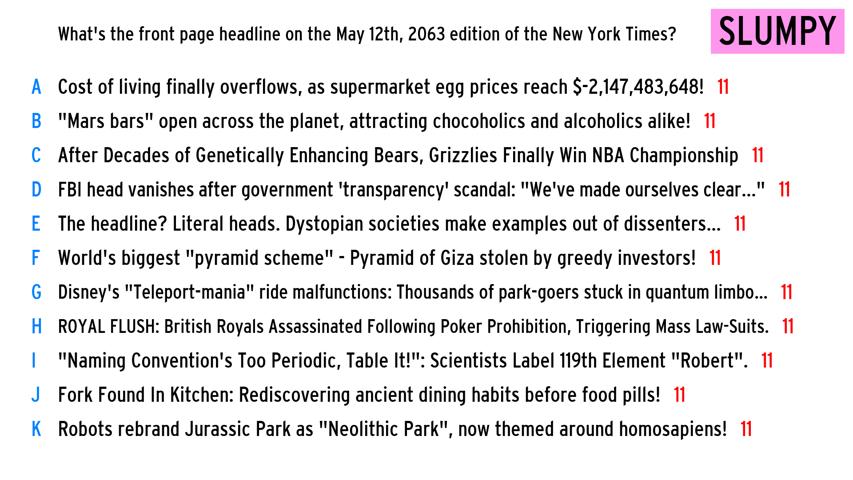 What's the front page headline on the May 12th, 2063 edition of the New York Times? SLUMPY
A Cost of living finally overflows, as supermarket egg prices reach $-2,147,483,648! 11
B "Mars bars" open across the planet, attracting chocoholics and alcoholics alike! 11
C After Decades of Genetically Enhancing Bears, Grizzlies Finally Win NBA Championship 11
D FBI head vanishes after government 'transparency' scandal: "We've made ourselves clear..." 11
E The headline? Literal heads. Dystopian societies make examples out of dissenters... 11
F World's biggest "pyramid scheme" - Pyramid of Giza stolen by greedy investors! 11
G Disney's "Teleport-mania" ride malfunctions: Thousands of park-goers stuck in quantum limbo... 11
H ROYAL FLUSH: British Royals Assassinated Following Poker Prohibition, Triggering Mass Law-Suits. 11
I "Naming Convention's Too Periodic, Table It!": Scientists Label 119th Element "Robert". 11
J Fork Found In Kitchen: Rediscovering ancient dining habits before food pills! 11
K Robots rebrand Jurassic Park as "Neolithic Park", now themed around homosapiens! 11